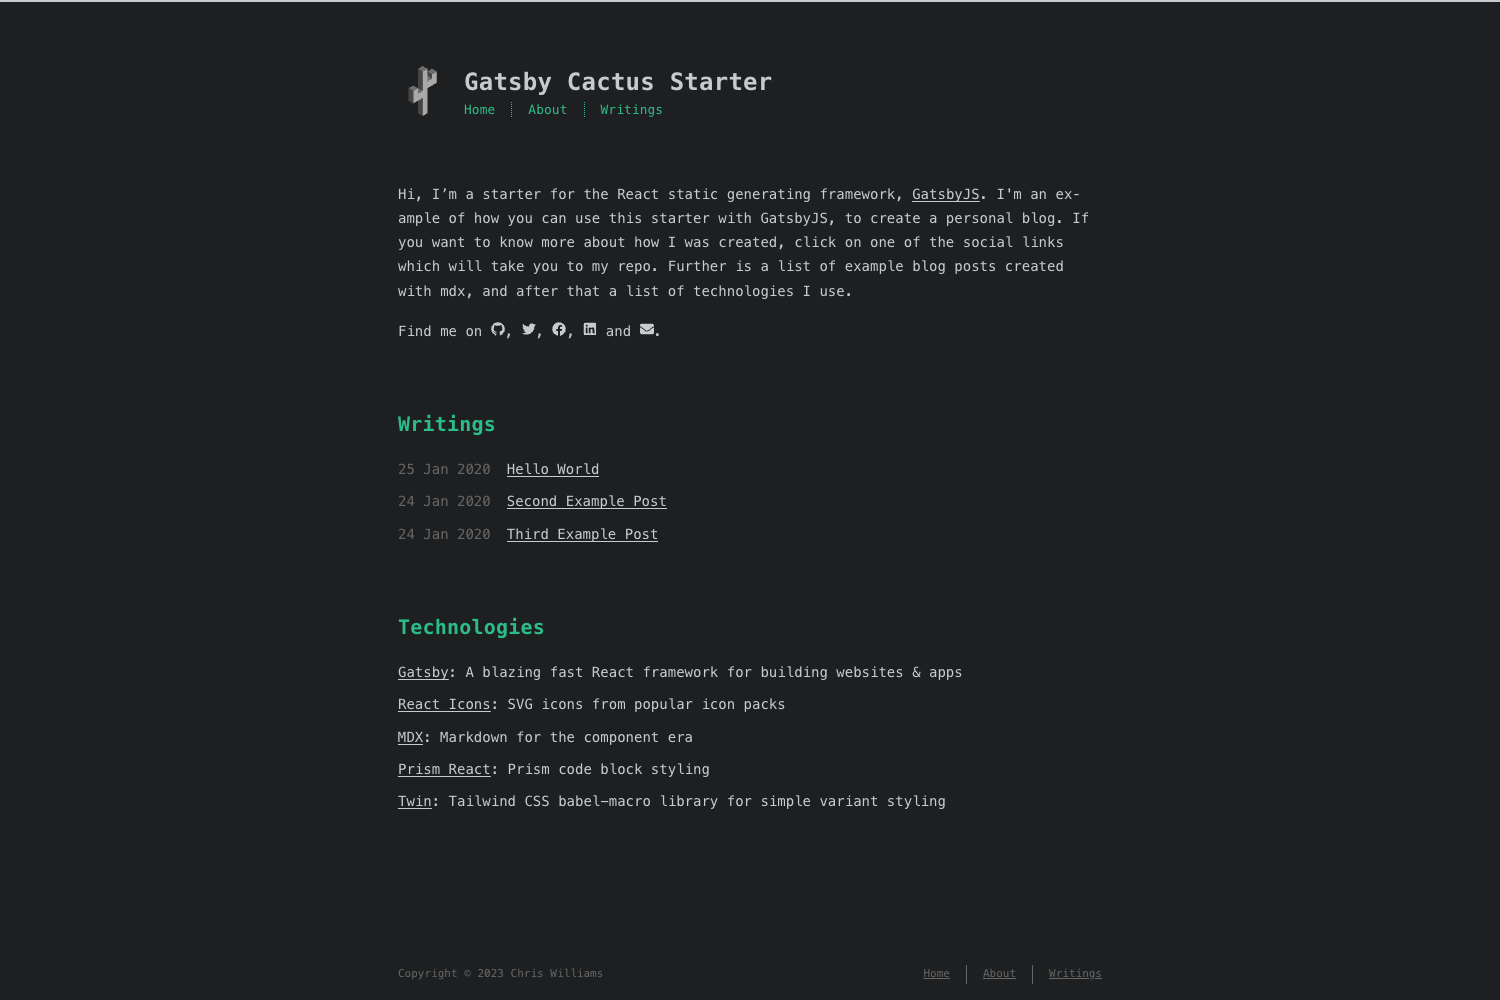 Gatsby Cactus Starter
Home About Writings
Hi, I’m a starter for the React static generating framework, GatsbyJS. I'm an ex-
ample of how you can use this starter with GatsbyJS, to create a personal blog. If
you want to know more about how I was created, click on one of the social links
which will take you to my repo. Further is a list of example blog posts created
with mdx, and after that a list of technologies I use.
Find me on , , , and .
Writings
25 Jan 2020 Hello World
24 Jan 2020 Second Example Post
24 Jan 2020 Third Example Post
Technologies
Gatsby: A blazing fast React framework for building websites & apps
React Icons: SVG icons from popular icon packs
MDX: Markdown for the component era
Prism React: Prism code block styling
Twin: Tailwind CSS babel-macro library for simple variant styling
Copyright © 2023 Chris Williams
Home About Writings